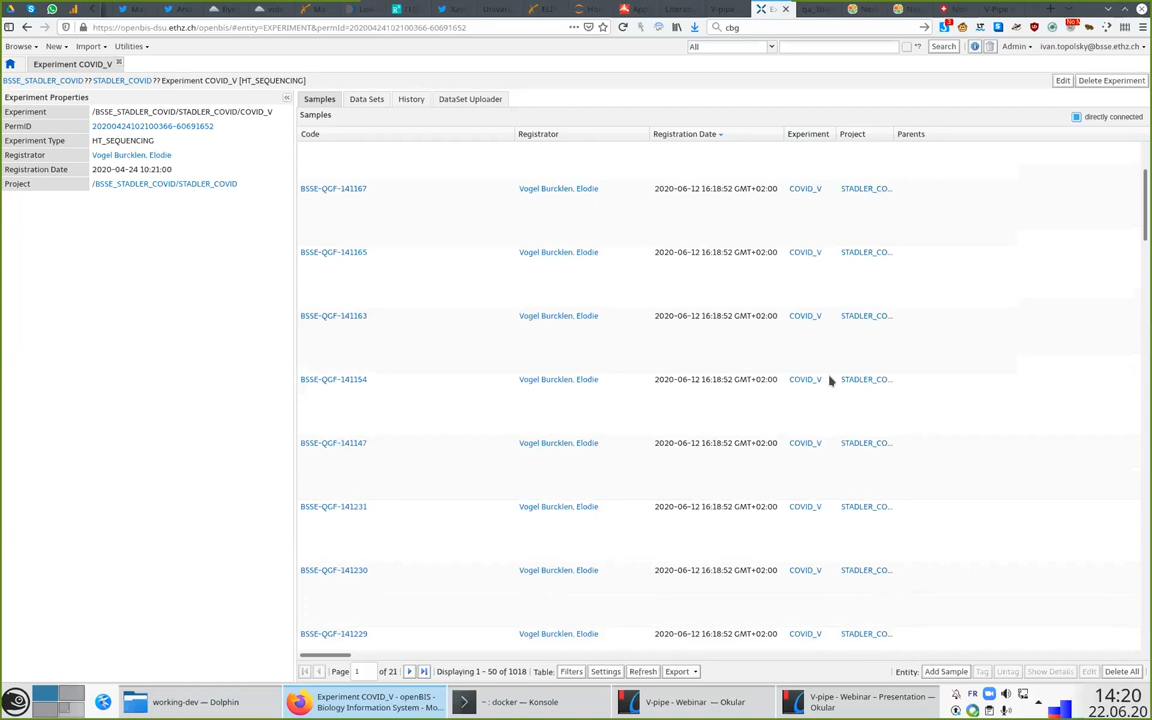 cbg
https://openbis-dsu.ethz.ch/openbis/#entity=EXPERIMENT&permId=20200424102100366-60691652
Browse New Import Utilities All Search Admin ivan.topolsky@bsse.ethz.ch
Experiment COVID_V
BSSE_STADLER_COVID?? STADLER_COVID ?? Experiment COVID_V [HT_SEQUENCING] Edit Delete Experiment
Experiment Properties
Experiment /BSSE_STADLER_COVID/STADLER_COVID/COVID_V
PermID 20200424102100366-60691652
Experiment Type HT_SEQUENCING
Registrator Vogel Burcklen, Elodie
Registration Date 2020-04-24 10:21:00
Project /BSSE_STADLER_COVID/STADLER_COVID
Samples Data Sets History DataSet Uploader
Samples directly connected
Code Registrator Registration Date Experiment Project Parents
BSSE-QGF-141167 Vogel Burcklen, Elodie 2020-06-12 16:18:52 GMT+02:00 COVID_V STADLER_CO...
BSSE-QGF-141165 Vogel Burcklen, Elodie 2020-06-12 16:18:52 GMT+02:00 COVID_V STADLER_CO...
BSSE-QGF-141163 Vogel Burcklen, Elodie 2020-06-12 16:18:52 GMT+02:00 COVID_V STADLER_CO...
BSSE-QGF-141154 Vogel Burcklen, Elodie 2020-06-12 16:18:52 GMT+02:00 COVID_V STADLER_CO...
BSSE-QGF-141147 Vogel Burcklen, Elodie 2020-06-12 16:18:52 GMT+02:00 COVID_V STADLER_CO...
BSSE-QGF-141231 Vogel Burcklen, Elodie 2020-06-12 16:18:52 GMT+02:00 COVID_V STADLER_CO...
BSSE-QGF-141230 Vogel Burcklen, Elodie 2020-06-12 16:18:52 GMT+02:00 COVID_V STADLER_CO...
BSSE-QGF-141229 Vogel Burcklen, Elodie 2020-06-12 16:18:52 GMT+02:00 COVID_V STADLER_CO...
Page 1 of 21 Displaying 1 - 50 of 1018 Table: Filters Settings Refresh Export Entity: Add Sample Tag Untag Show Details Edit Delete All
working-dev — Dolphin
Experiment COVID_V - openBIS -
Biology Information System - Mo...
~ : docker — Konsole
V-pipe - Webinar — Okular
V-pipe - Webinar – Presentation —
Okular
FR
14:20
22.06.20